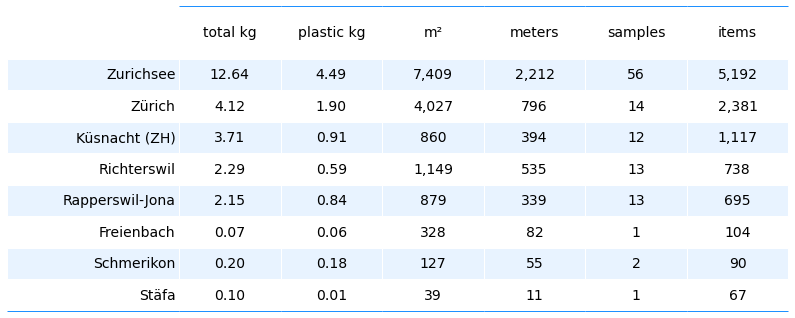 total kg plastic kg m² meters samples items
Zurichsee 12.64 4.49 7,409 2,212 56 5,192
Zürich 4.12 1.90 4,027 796 14 2,381
Küsnacht (ZH) 3.71 0.91 860 394 12 1,117
Richterswil 2.29 0.59 1,149 535 13 738
Rapperswil-Jona 2.15 0.84 879 339 13 695
Freienbach 0.07 0.06 328 82 1 104
Schmerikon 0.20 0.18 127 55 2 90
Stäfa 0.10 0.01 39 11 1 67